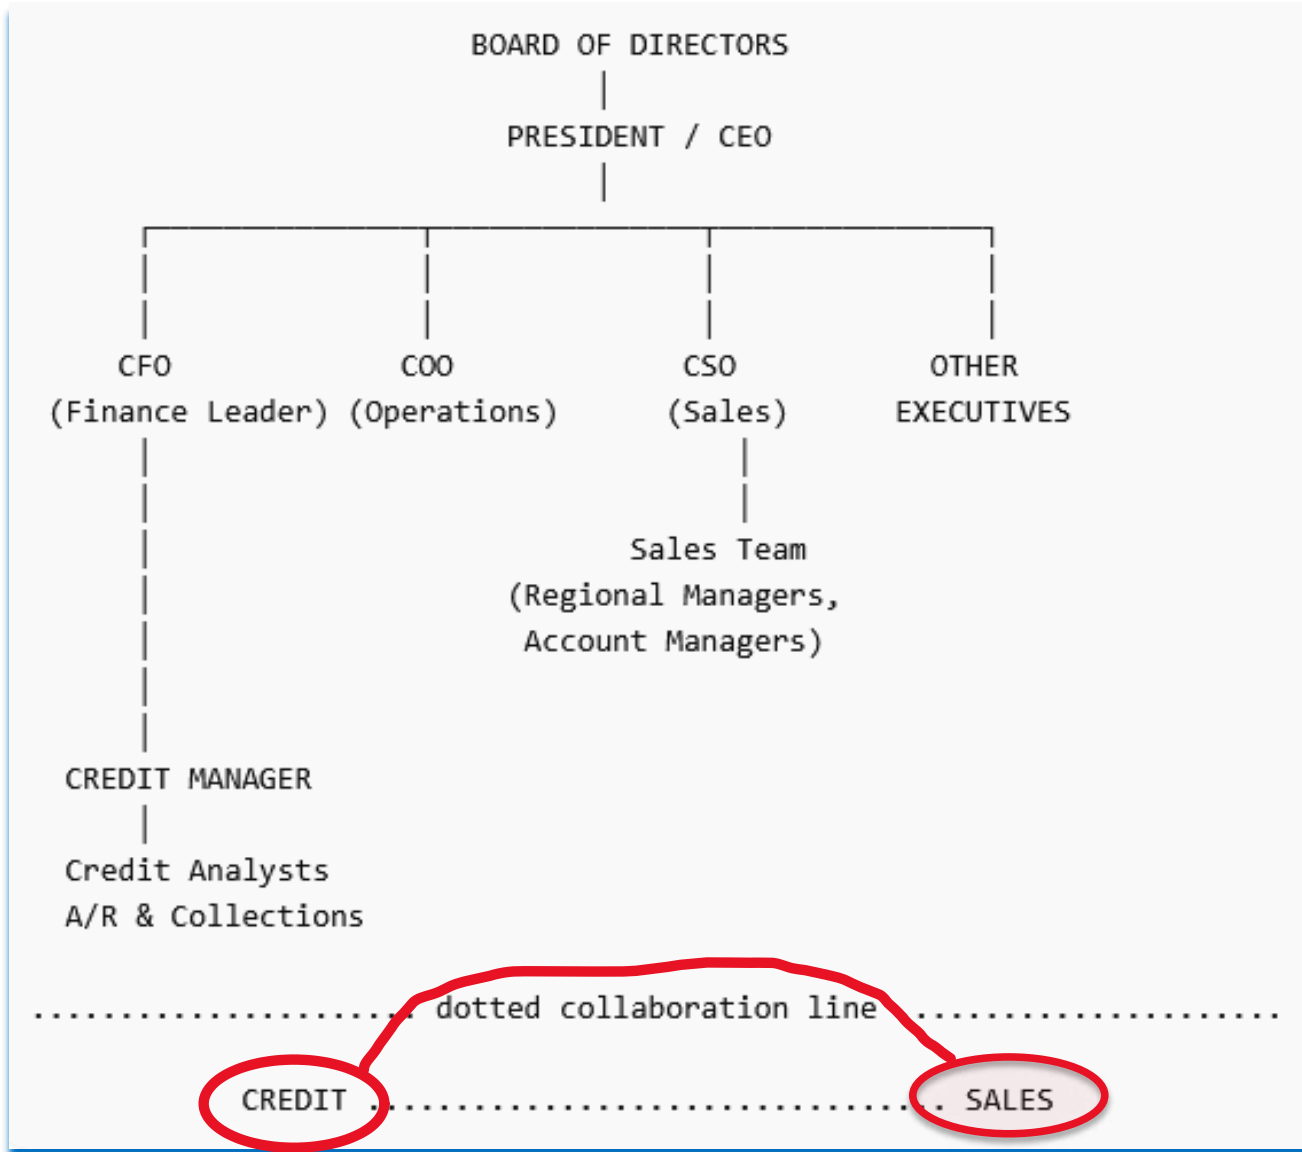 BOARD OF DIRECTORS
PRESIDENT / CEO
CFO COO CSO OTHER
(Finance Leader) (Operations) (Sales) EXECUTIVES
Sales Team
(Regional Managers,
Account Managers)
CREDIT MANAGER
Credit Analysts
A/R & Collections
...................... dotted collaboration line .....................
CREDIT ................................. SALES